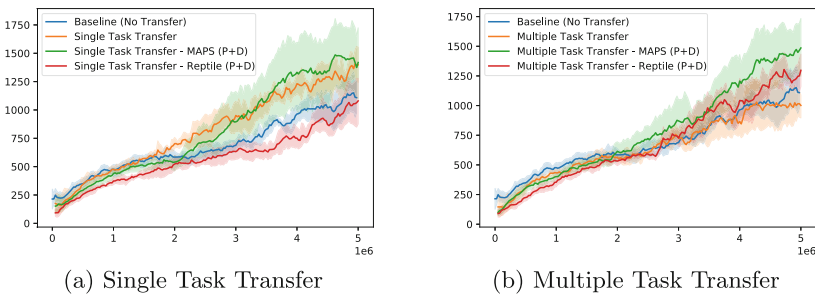 1750
1500
1250
1000
750
500
250
0
Baseline (No Transfer)
Single Task Transfer
Single Task Transfer - MAPS (P+D)
Single Task Transfer - Reptile (P+D)
0 1 2 3 4 5
1e6
(a) Single Task Transfer
1750
1500
1250
1000
750
500
250
0
Baseline (No Transfer)
Multiple Task Transfer
Multiple Task Transfer - MAPS (P+D)
Multiple Task Transfer - Reptile (P+D)
0 1 2 3 4 5
1e6
(b) Multiple Task Transfer